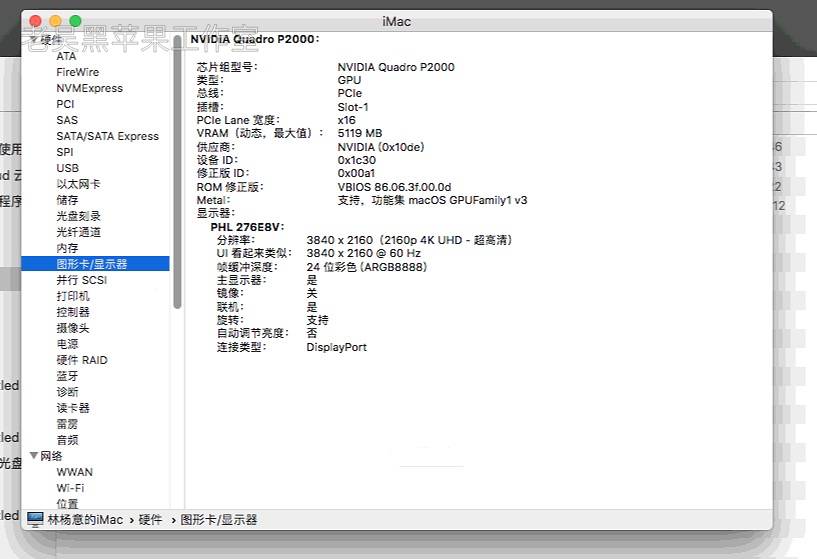 iMac
老吴黑苹果工作室
硬件
ATA
FireWire
NVMExpress
PCI
SAS
SATA/SATA Express
SPI
USB
以太网卡
储存
光盘刻录
光纤通道
内存
图形卡/显示器
并行 SCSI
打印机
控制器
摄像头
电源
硬件 RAID
蓝牙
诊断
读卡器
雷雳
音频
网络
WWAN
Wi-Fi
位置
NVIDIA Quadro P2000：
芯片组型号： NVIDIA Quadro P2000
类型： GPU
总线： PCIe
插槽： Slot-1
PCIe Lane 宽度： x16
VRAM（动态，最大值）： 5119 MB
供应商： NVIDIA (0x10de)
设备 ID： 0x1c30
修正版 ID： 0x00a1
ROM 修正版： VBIOS 86.06.3f.00.0d
Metal： 支持，功能集 macOS GPUFamily1 v3
显示器：
PHL 276E8V：
分辨率： 3840 x 2160（2160p 4K UHD - 超高清）
UI 看起来类似： 3840 x 2160 @ 60 Hz
帧缓冲深度： 24 位彩色 (ARGB8888)
主显示器： 是
镜像： 关
联机： 是
旋转： 支持
自动调节亮度： 否
连接类型： DisplayPort
林杨意的iMac › 硬件 › 图形卡/显示器
使用
ud 云
程序
tled
tled
光盘
tled
12